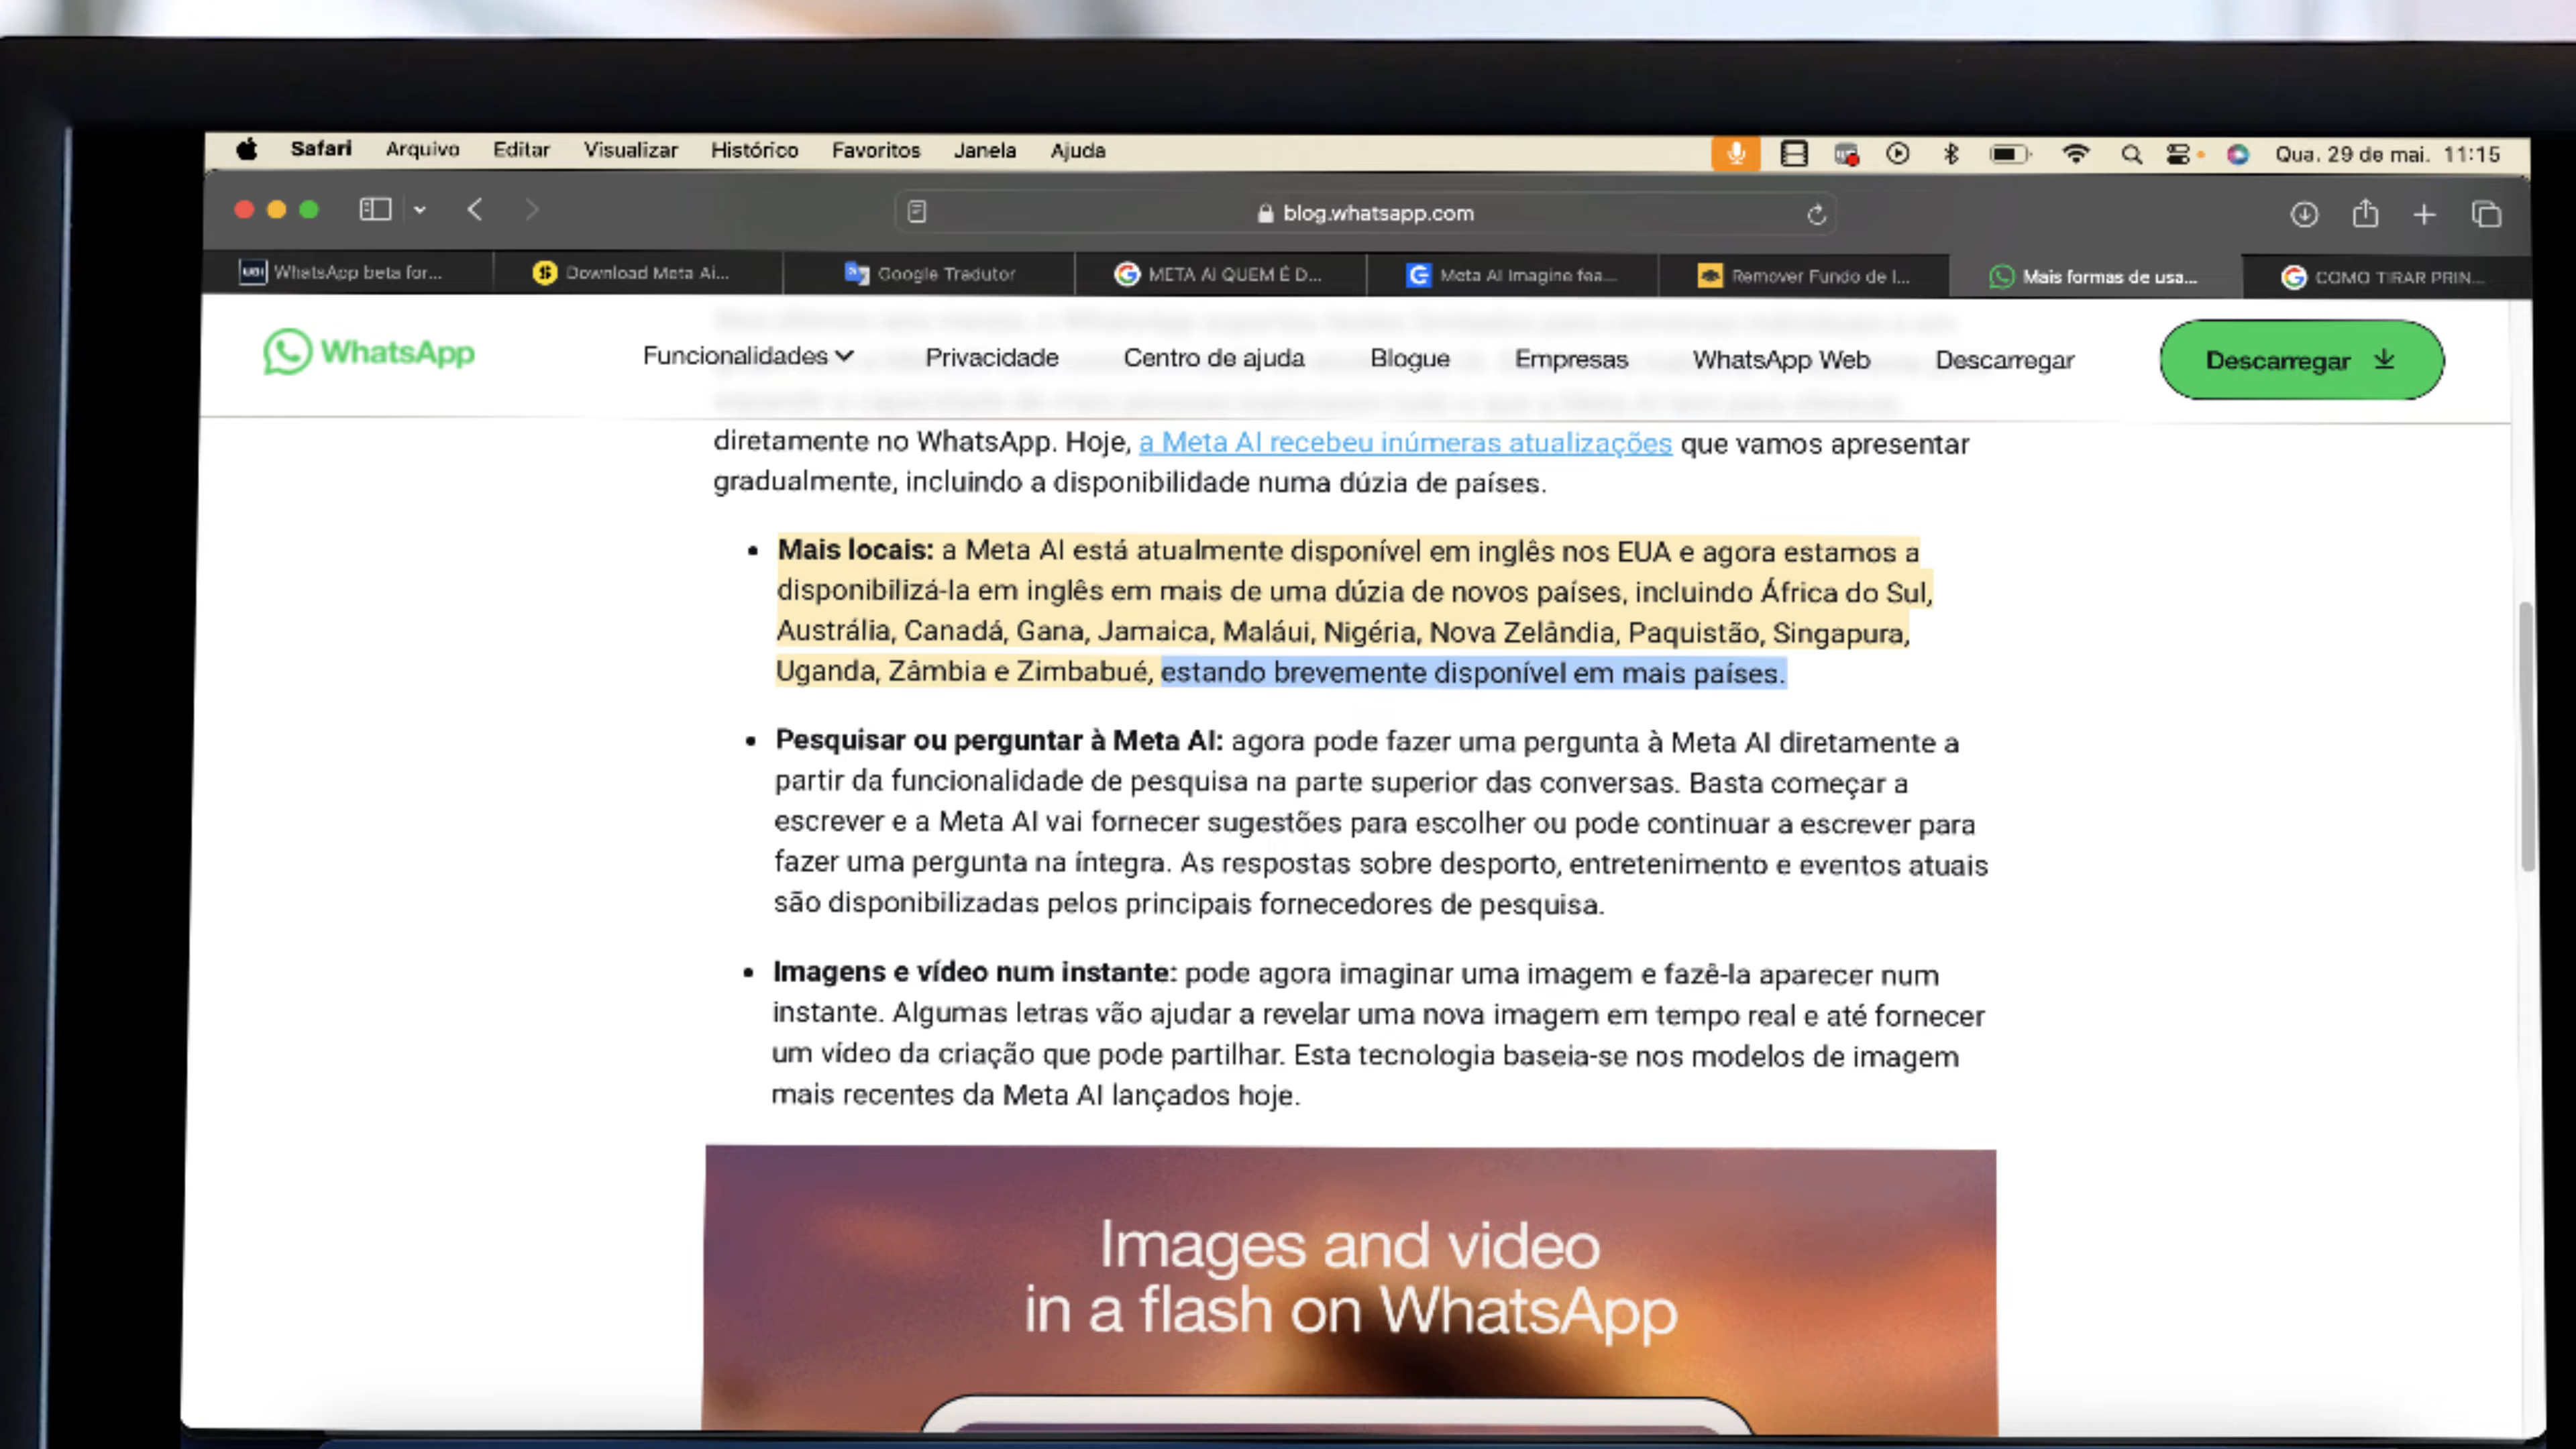 Safari Arquivo Editar Visualizar Histórico Favoritos Janela Ajuda Qua. 29 de mai. 11:15
blog.whatsapp.com
WhatsApp beta for... Download Meta Ai... Google Tradutor META AI QUEM É D... Meta AI Imagine fea... Remover Fundo de I... Mais formas de usa... COMO TIRAR PRIN...
WhatsApp Funcionalidades Privacidade Centro de ajuda Blogue Empresas WhatsApp Web Descarregar Descarregar
diretamente no WhatsApp. Hoje, a Meta AI recebeu inúmeras atualizações que vamos apresentar
gradualmente, incluindo a disponibilidade numa dúzia de países.
• Mais locais: a Meta AI está atualmente disponível em inglês nos EUA e agora estamos a
disponibilizá-la em inglês em mais de uma dúzia de novos países, incluindo África do Sul,
Austrália, Canadá, Gana, Jamaica, Maláui, Nigéria, Nova Zelândia, Paquistão, Singapura,
Uganda, Zâmbia e Zimbabué, estando brevemente disponível em mais países.
• Pesquisar ou perguntar à Meta AI: agora pode fazer uma pergunta à Meta AI diretamente a
partir da funcionalidade de pesquisa na parte superior das conversas. Basta começar a
escrever e a Meta AI vai fornecer sugestões para escolher ou pode continuar a escrever para
fazer uma pergunta na íntegra. As respostas sobre desporto, entretenimento e eventos atuais
são disponibilizadas pelos principais fornecedores de pesquisa.
• Imagens e vídeo num instante: pode agora imaginar uma imagem e fazê-la aparecer num
instante. Algumas letras vão ajudar a revelar uma nova imagem em tempo real e até fornecer
um vídeo da criação que pode partilhar. Esta tecnologia baseia-se nos modelos de imagem
mais recentes da Meta AI lançados hoje.
Images and video
in a flash on WhatsApp